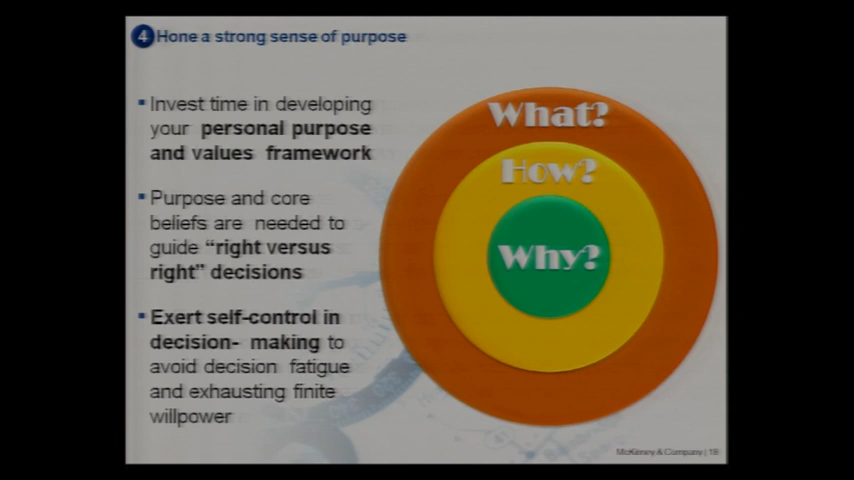 4 Hone a strong sense of purpose
▪ Invest time in developing
your personal purpose
and values framework
▪ Purpose and core
beliefs are needed to
guide “right versus
right” decisions
▪ Exert self-control in
decision- making to
avoid decision fatigue
and exhausting finite
willpower
What?
How?
Why?
McKinney & Company | 18